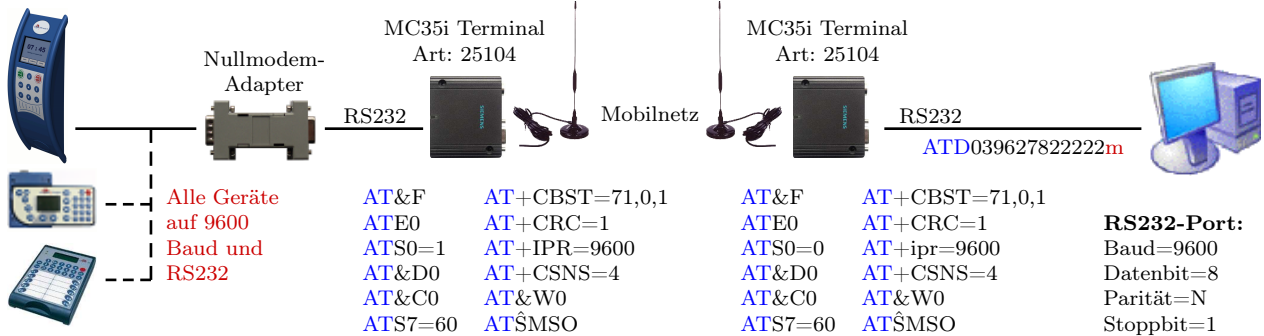 MC35i Terminal
Art: 25104
MC35i Terminal
Art: 25104
Nullmodem-
Adapter
RS232
SIEMENS
Mobilnetz
SIEMENS
RS232
ATD039627822222m
07:45
Alle Geräte
auf 9600
Baud und
RS232
AT&F AT+CBST=71,0,1
ATE0 AT+CRC=1
ATS0=1 AT+IPR=9600
AT&D0 AT+CSNS=4
AT&C0 AT&W0
ATS7=60 ATŜMSO
AT&F AT+CBST=71,0,1
ATE0 AT+CRC=1
ATS0=0 AT+ipr=9600
AT&D0 AT+CSNS=4
AT&C0 AT&W0
ATS7=60 ATŜMSO
RS232-Port:
Baud=9600
Datenbit=8
Parität=N
Stoppbit=1